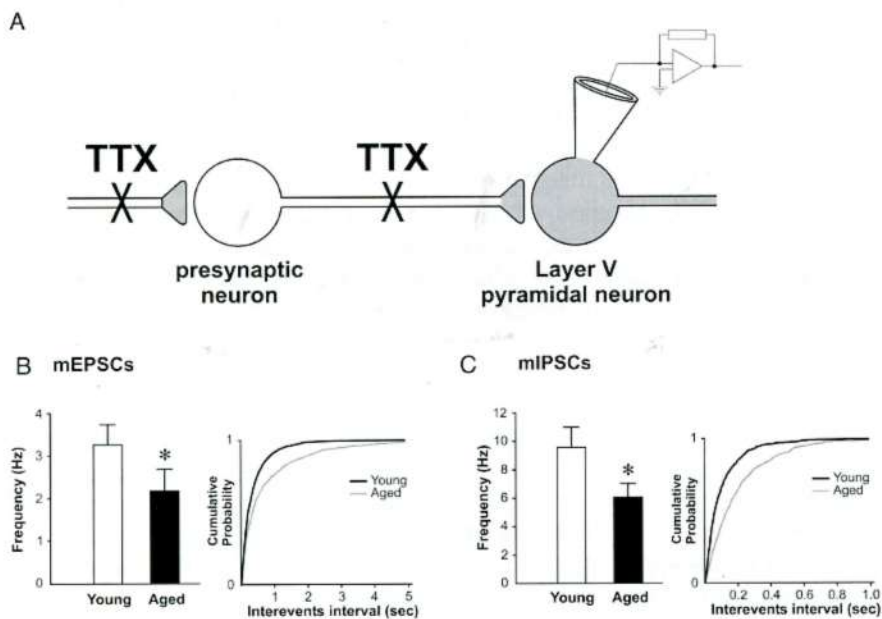 A
TTX
TTX
presynaptic
neuron
Layer V
pyramidal neuron
B mEPSCs
Frequency (Hz)
4
3
2
1
0
*
Young Aged
Cumulative
Probability
1
0
Young
Aged
1 2 3 4 5
Interevents interval (sec)
C mIPSCs
Frequency (Hz)
12
10
8
6
4
2
0
*
Young Aged
Cumulative
Probability
1
0
Young
Aged
0.2 0.4 0.6 0.8 1.0
Interevents interval (sec)